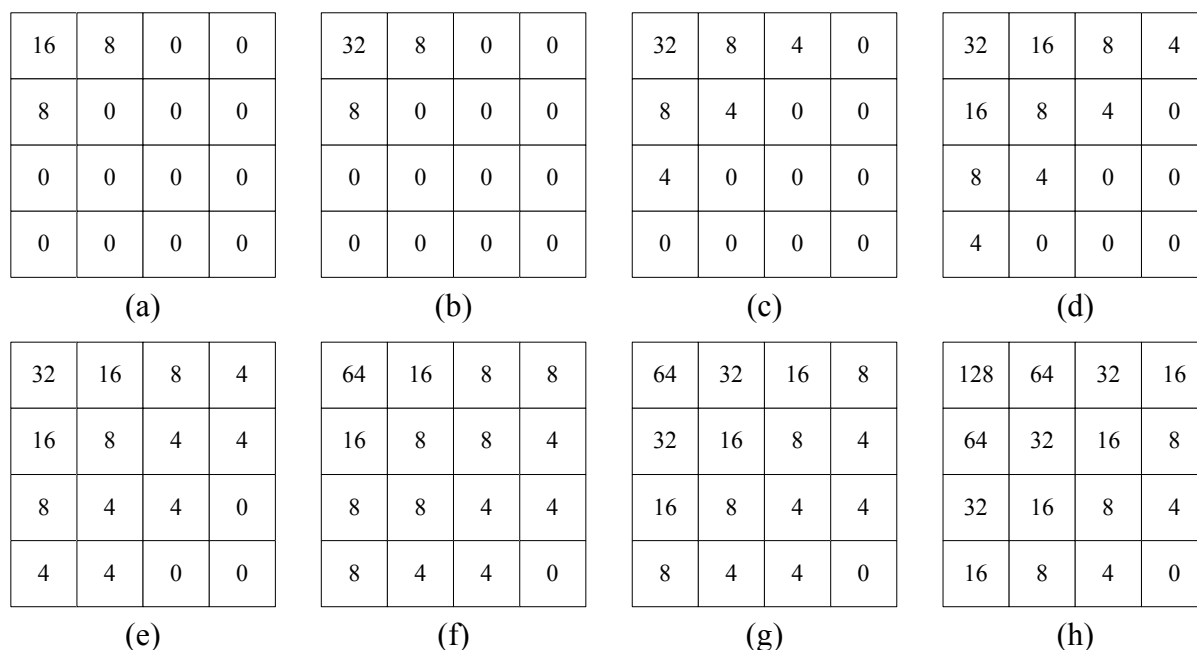 16 8 0 0 32 8 0 0 32 8 4 0 32 16 8 4
8 0 0 0 8 0 0 0 8 4 0 0 16 8 4 0
0 0 0 0 0 0 0 0 4 0 0 0 8 4 0 0
0 0 0 0 0 0 0 0 0 0 0 0 4 0 0 0
(a) (b) (c) (d)
32 16 8 4 64 16 8 8 64 32 16 8 128 64 32 16
16 8 4 4 16 8 8 4 32 16 8 4 64 32 16 8
8 4 4 0 8 8 4 4 16 8 4 4 32 16 8 4
4 4 0 0 8 4 4 0 8 4 4 0 16 8 4 0
(e) (f) (g) (h)